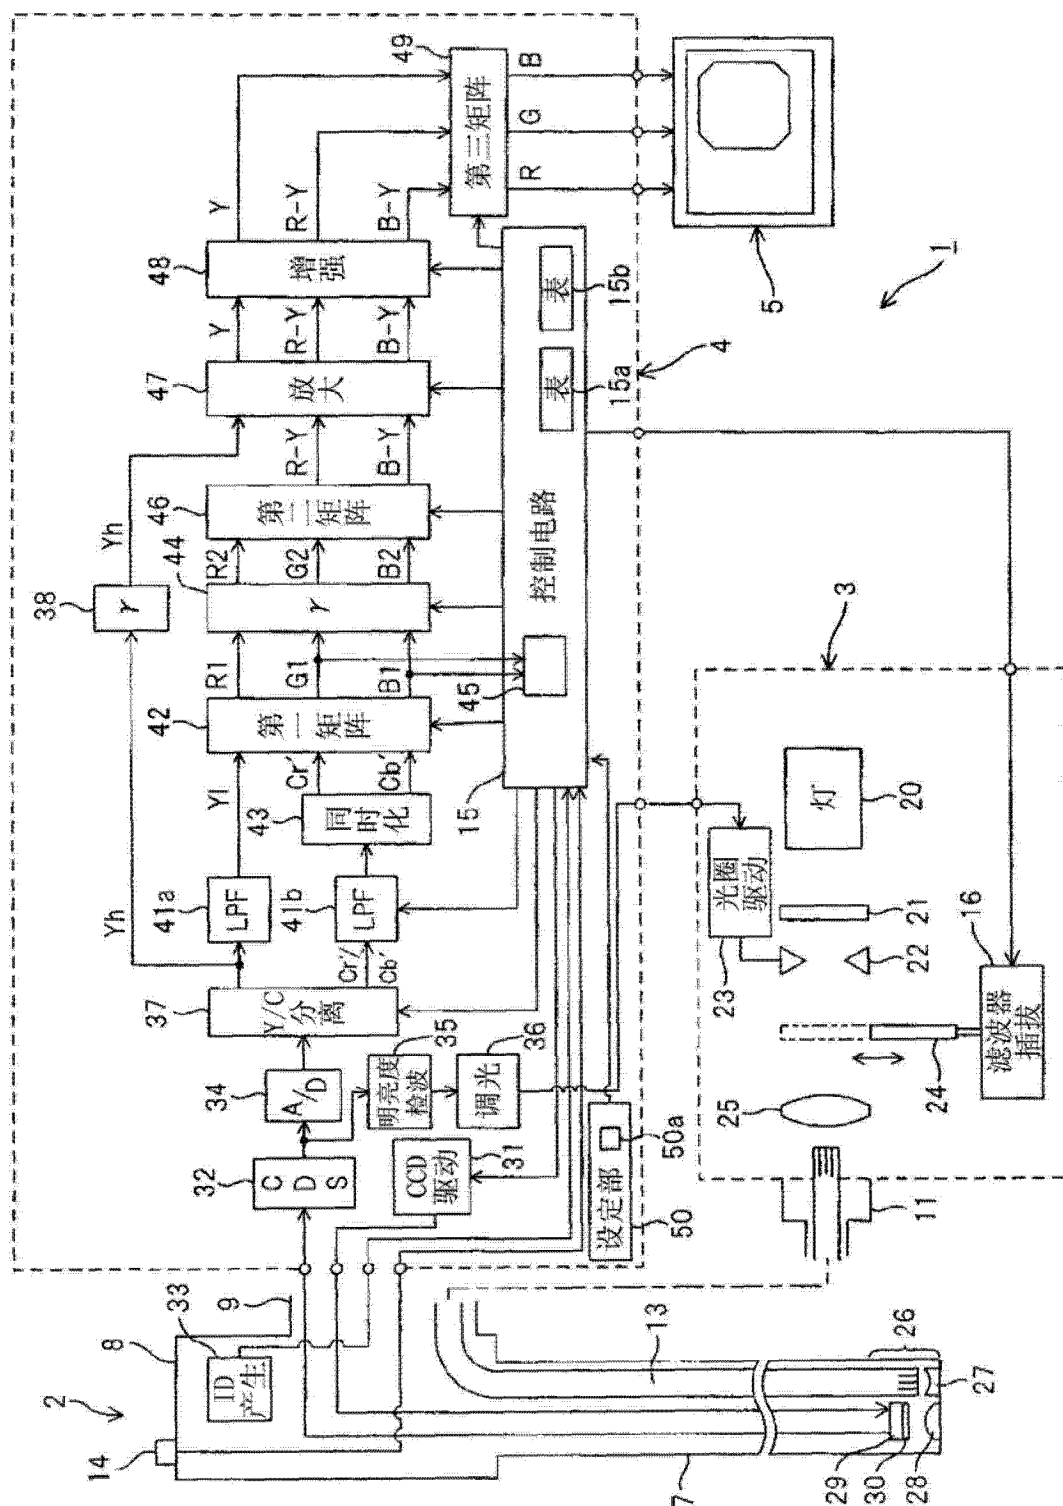 2
14
8
33
9
ID
产生
7
13
26
29
30
28
27
32
C
D
S
34
A/D
明亮度
检波
35
调光
36
CCD
驱动
31
设定部
50
50a
37
Y/C
分离
Yh
41a
LPF
Yl
41b
LPF
Cr′/
Cb′
43
同时化
Cr′
Cb′
42
第一矩阵
R1
G1
B1
38
γ
Yh
44
γ
R2
G2
B2
46
第二矩阵
R-Y
B-Y
47
放大
Y
R-Y
B-Y
48
增强
Y
R-Y
B-Y
49
第三矩阵
R
G
B
15
45
控制电路
表
15a
表
15b
4
5
1
3
灯
20
光圈
驱动
23
21
22
16
滤波器
插拔
24
25
11